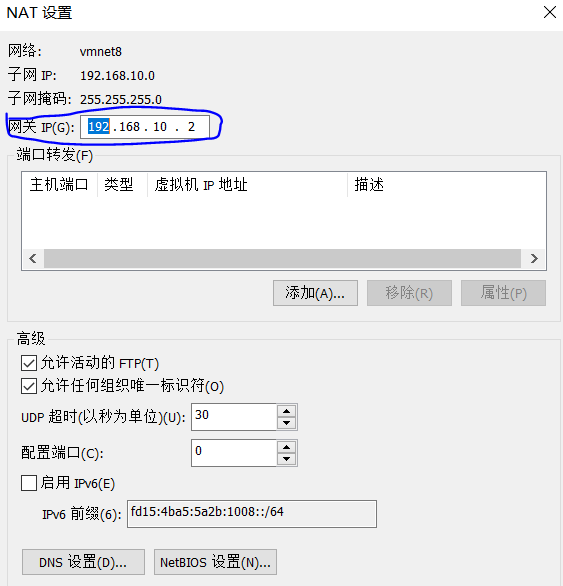 NAT 设置
网络: vmnet8
子网 IP: 192.168.10.0
子网掩码: 255.255.255.0
网关 IP(G): 192 . 168 . 10 . 2
端口转发(F)
主机端口 类型 虚拟机 IP 地址 描述
添加(A)... 移除(R) 属性(P)
高级
允许活动的 FTP(T)
允许任何组织唯一标识符(O)
UDP 超时(以秒为单位)(U): 30
配置端口(C): 0
启用 IPv6(E)
IPv6 前缀(6): fd15:4ba5:5a2b:1008::/64
DNS 设置(D)... NetBIOS 设置(N)...